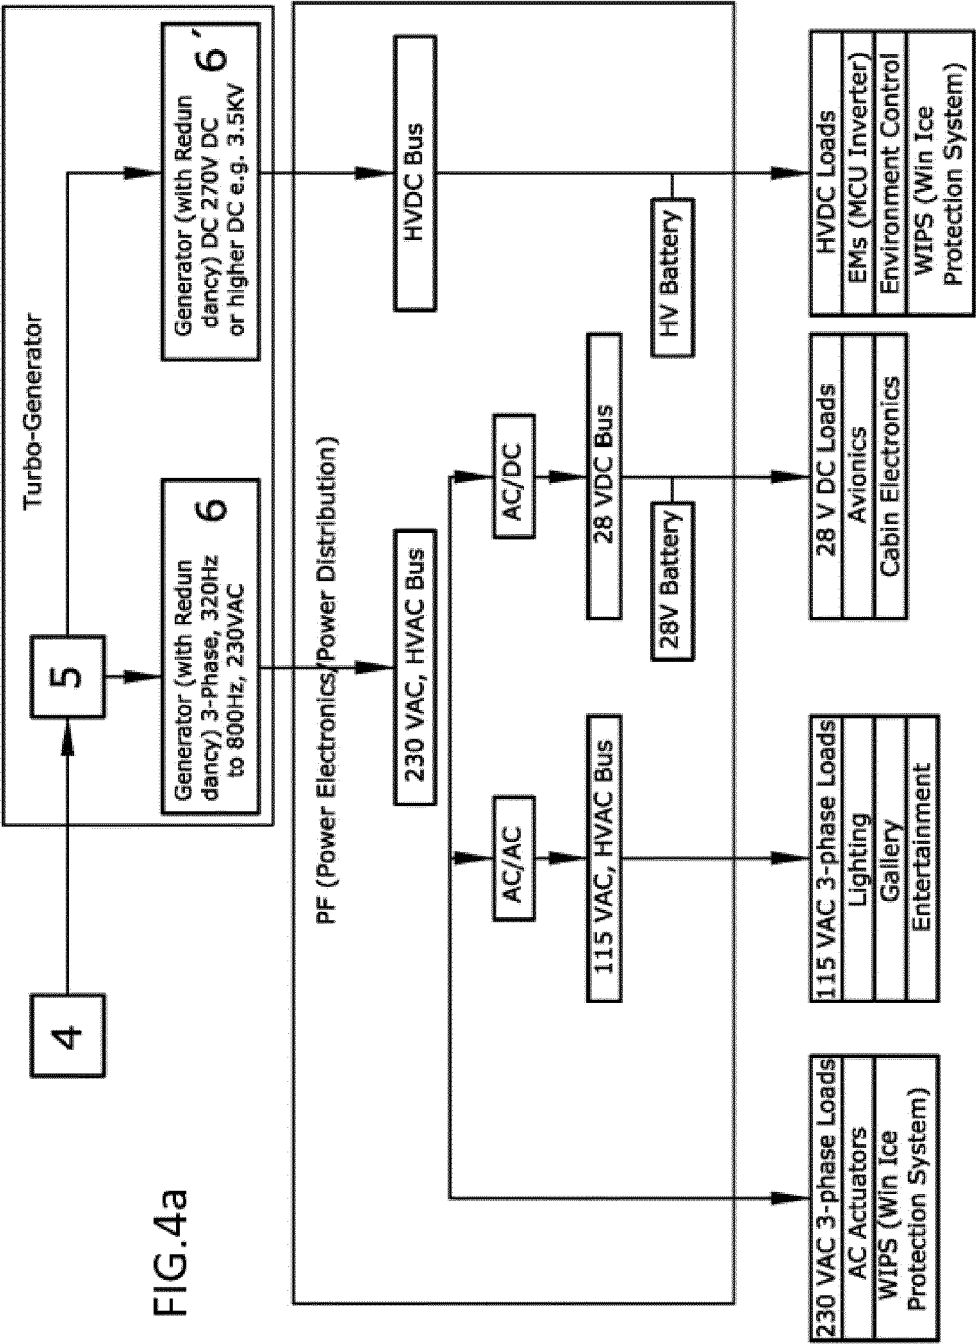 FIG.4a
4
5
Turbo-Generator
Generator (with Redun
dancy) 3-Phase, 320Hz
to 800Hz, 230VAC
6
Generator (with Redun
dancy) DC 270V DC
or higher DC e.g. 3.5KV
6′
PF (Power Electronics/Power Distribution)
230 VAC, HVAC Bus
HVDC Bus
AC/AC
AC/DC
115 VAC, HVAC Bus
28 VDC Bus
28V Battery
HV Battery
230 VAC 3-phase Loads
AC Actuators
WIPS (Win Ice
Protection System)
115 VAC 3-phase Loads
Lighting
Gallery
Entertainment
28 V DC Loads
Avionics
Cabin Electronics
HVDC Loads
EMs (MCU Inverter)
Environment Control
WIPS (Win Ice
Protection System)